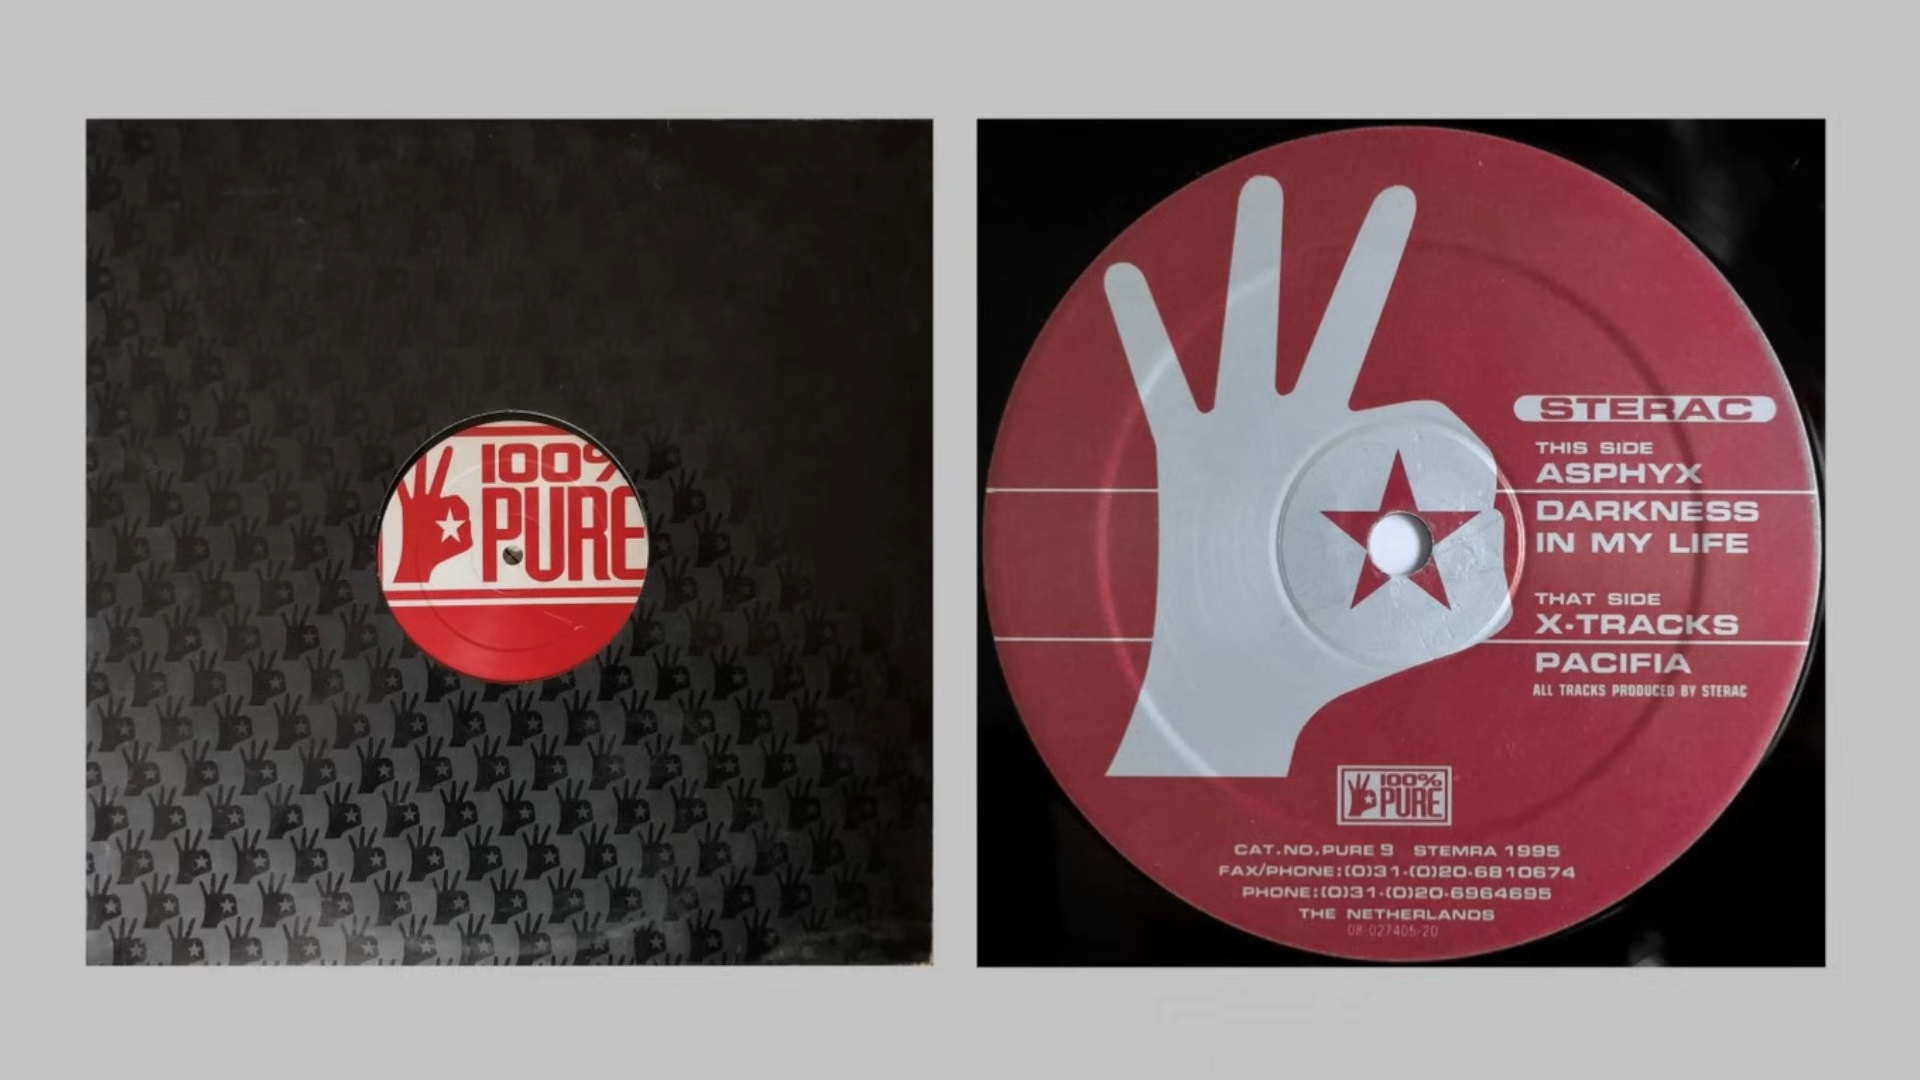 100%
PURE
STERAC
THIS SIDE
ASPHYX
DARKNESS
IN MY LIFE
THAT SIDE
X-TRACKS
PACIFIA
ALL TRACKS PRODUCED BY STERAC
100%
PURE
CAT.NO.PURE 9 STEMRA 1995
FAX/PHONE:(0)31-(0)20-6810674
PHONE:(0)31-(0)20-6964695
THE NETHERLANDS
08-027405-20